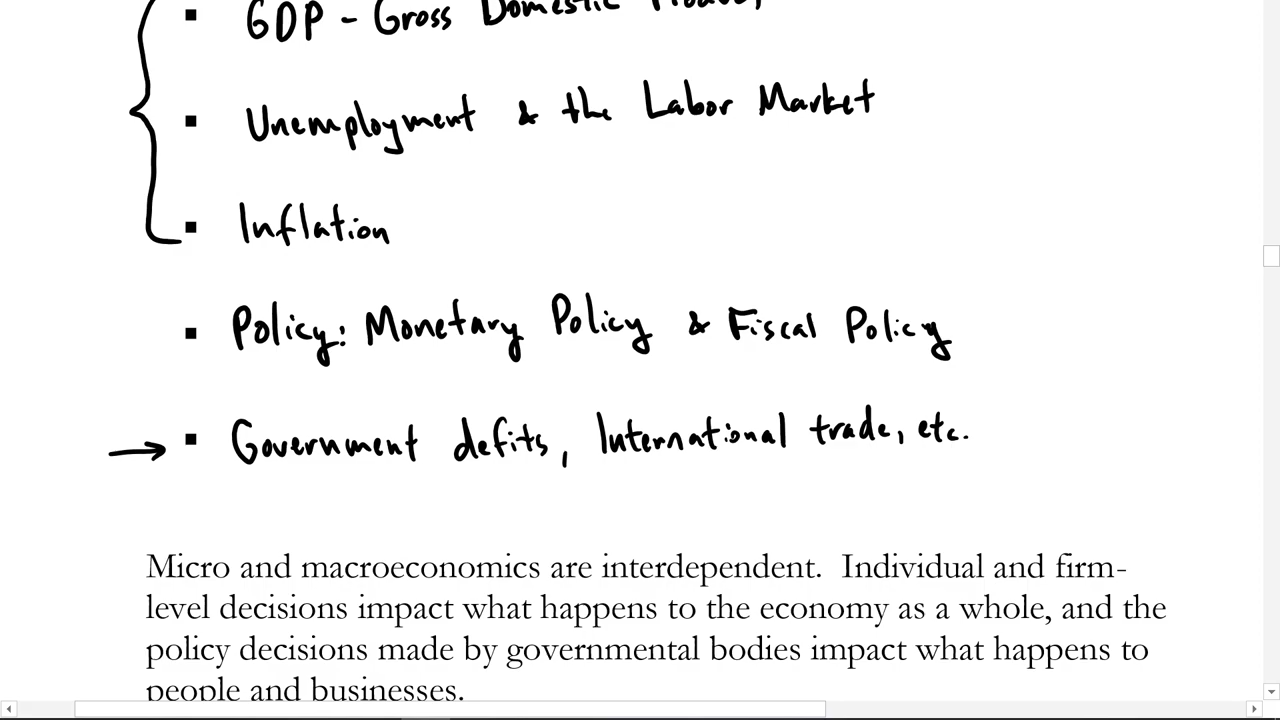 GDP - Gross Domestic Product
Unemployment & the Labor Market
Inflation
Policy: Monetary Policy & Fiscal Policy
Government defits, International trade, etc.
Micro and macroeconomics are interdependent. Individual and firm-
level decisions impact what happens to the economy as a whole, and the
policy decisions made by governmental bodies impact what happens to
people and businesses.